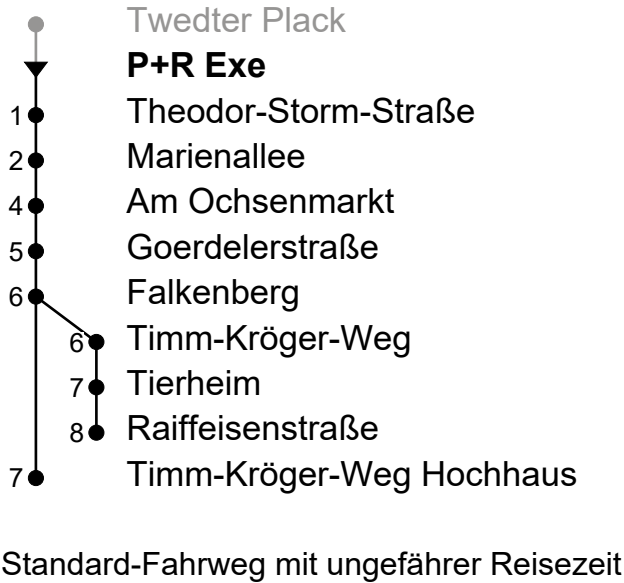 Twedter Plack
P+R Exe
1 Theodor-Storm-Straße
2 Marienallee
4 Am Ochsenmarkt
5 Goerdelerstraße
6 Falkenberg
6 Timm-Kröger-Weg
7 Tierheim
8 Raiffeisenstraße
7 Timm-Kröger-Weg Hochhaus
Standard-Fahrweg mit ungefährer Reisezeit